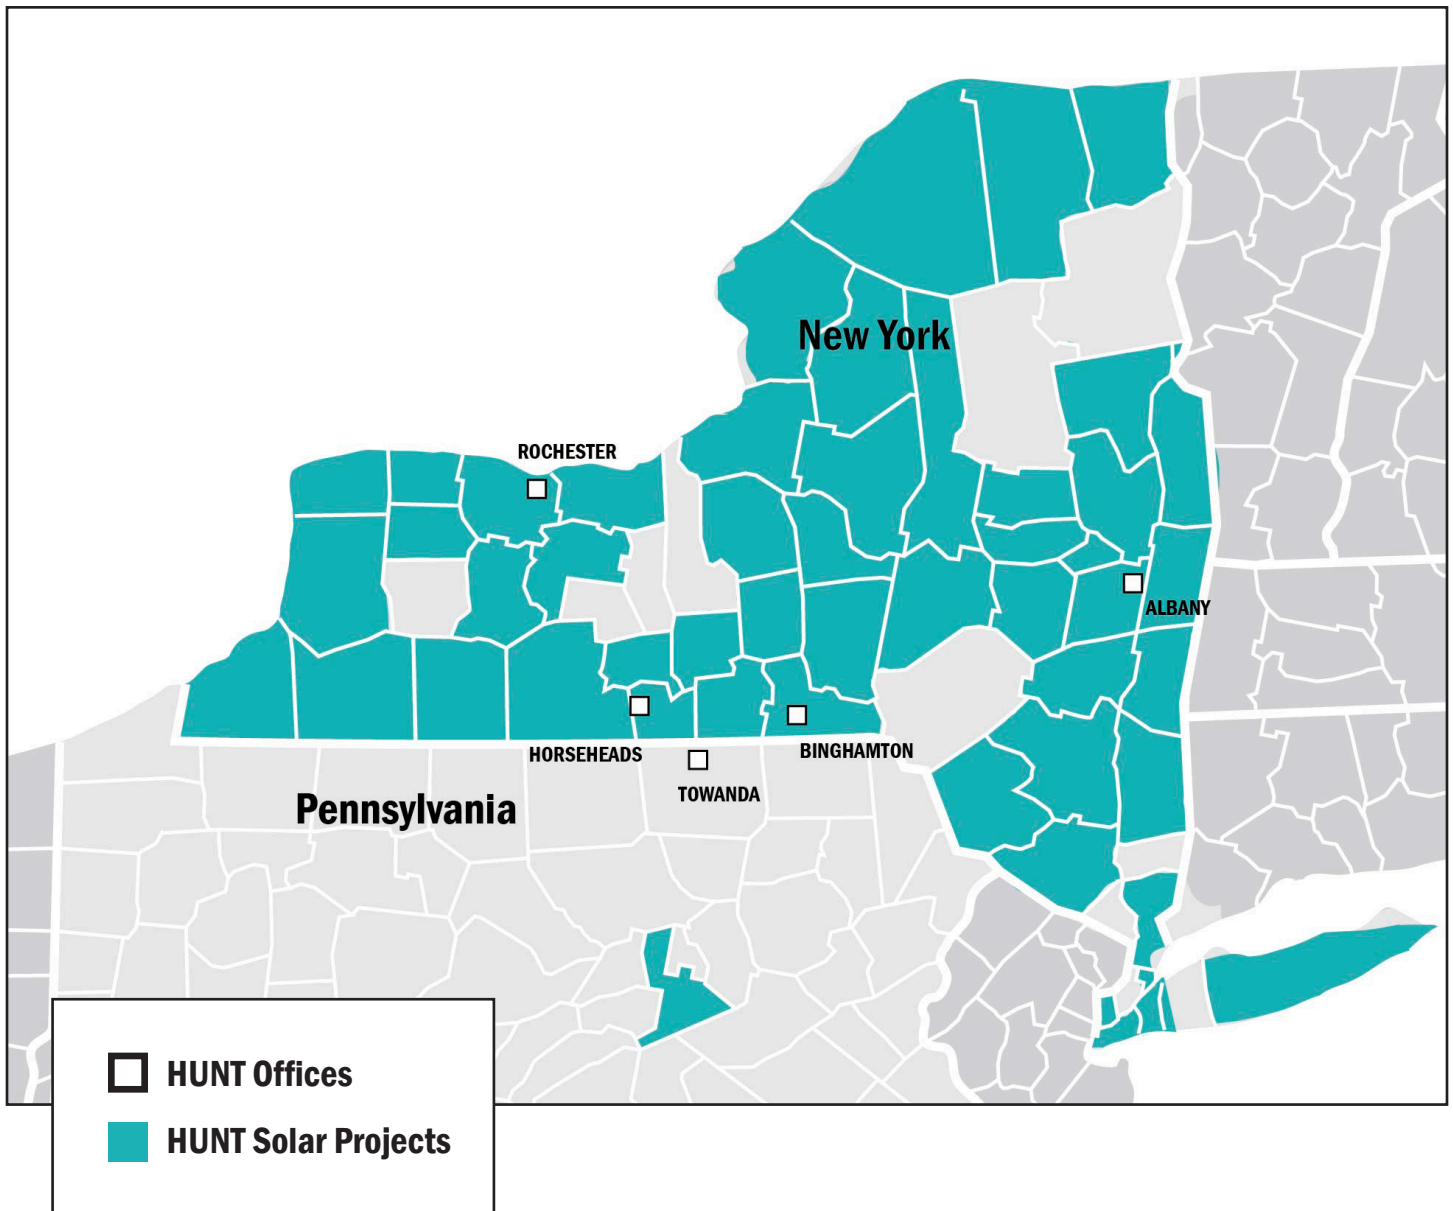 New York
ROCHESTER
ALBANY
HORSEHEADS
BINGHAMTON
TOWANDA
Pennsylvania
HUNT Offices
HUNT Solar Projects